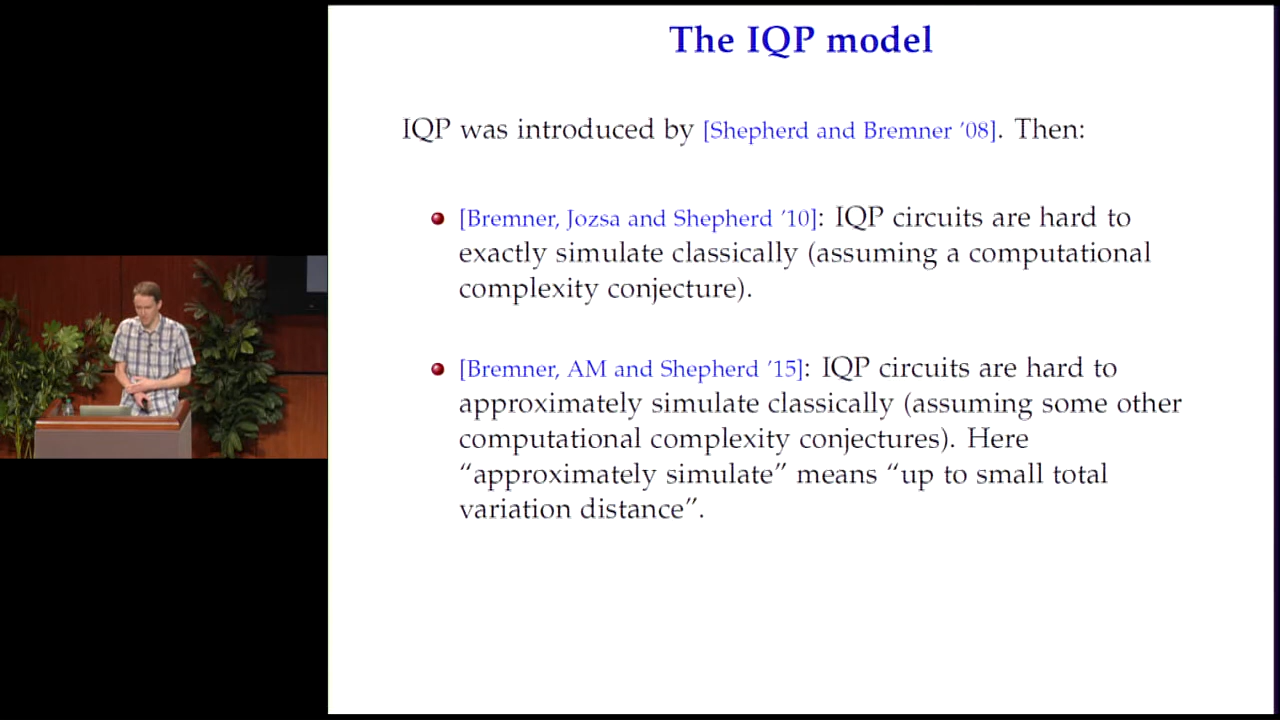 The IQP model
IQP was introduced by [Shepherd and Bremner ’08]. Then:
[Bremner, Jozsa and Shepherd ’10]: IQP circuits are hard to
exactly simulate classically (assuming a computational
complexity conjecture).
[Bremner, AM and Shepherd ’15]: IQP circuits are hard to
approximately simulate classically (assuming some other
computational complexity conjectures). Here
“approximately simulate” means “up to small total
variation distance”.